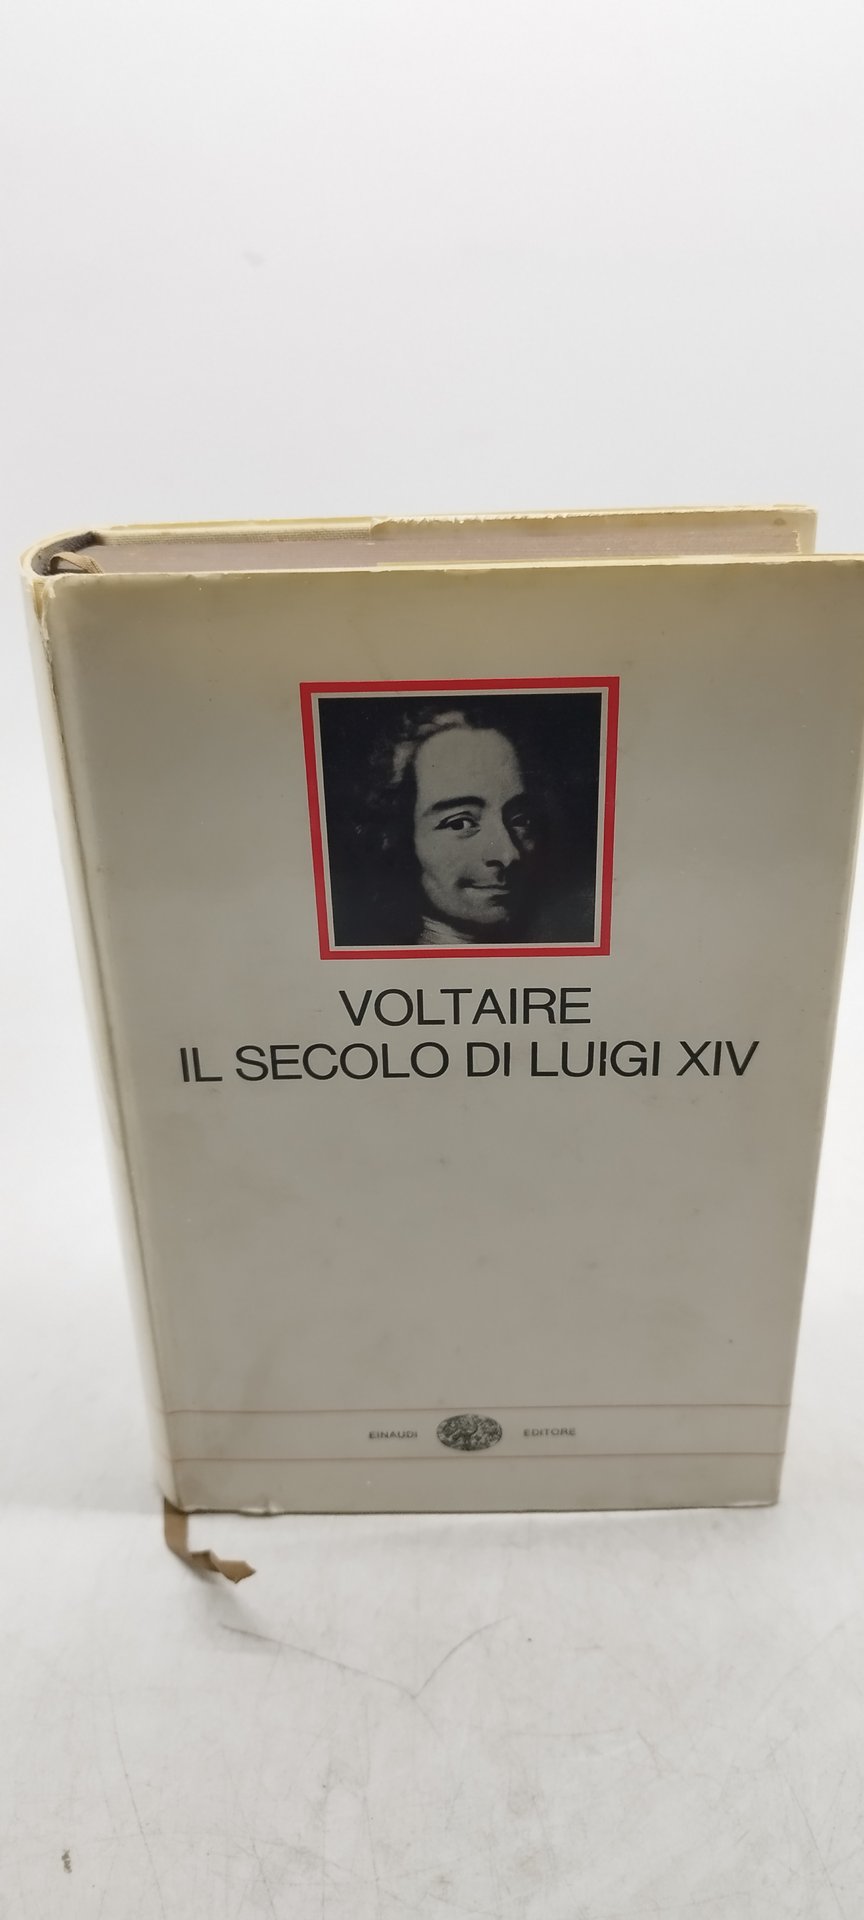 VOLTAIRE
IL SECOLO DI LUIGI XIV
EINAUDI EDITORE